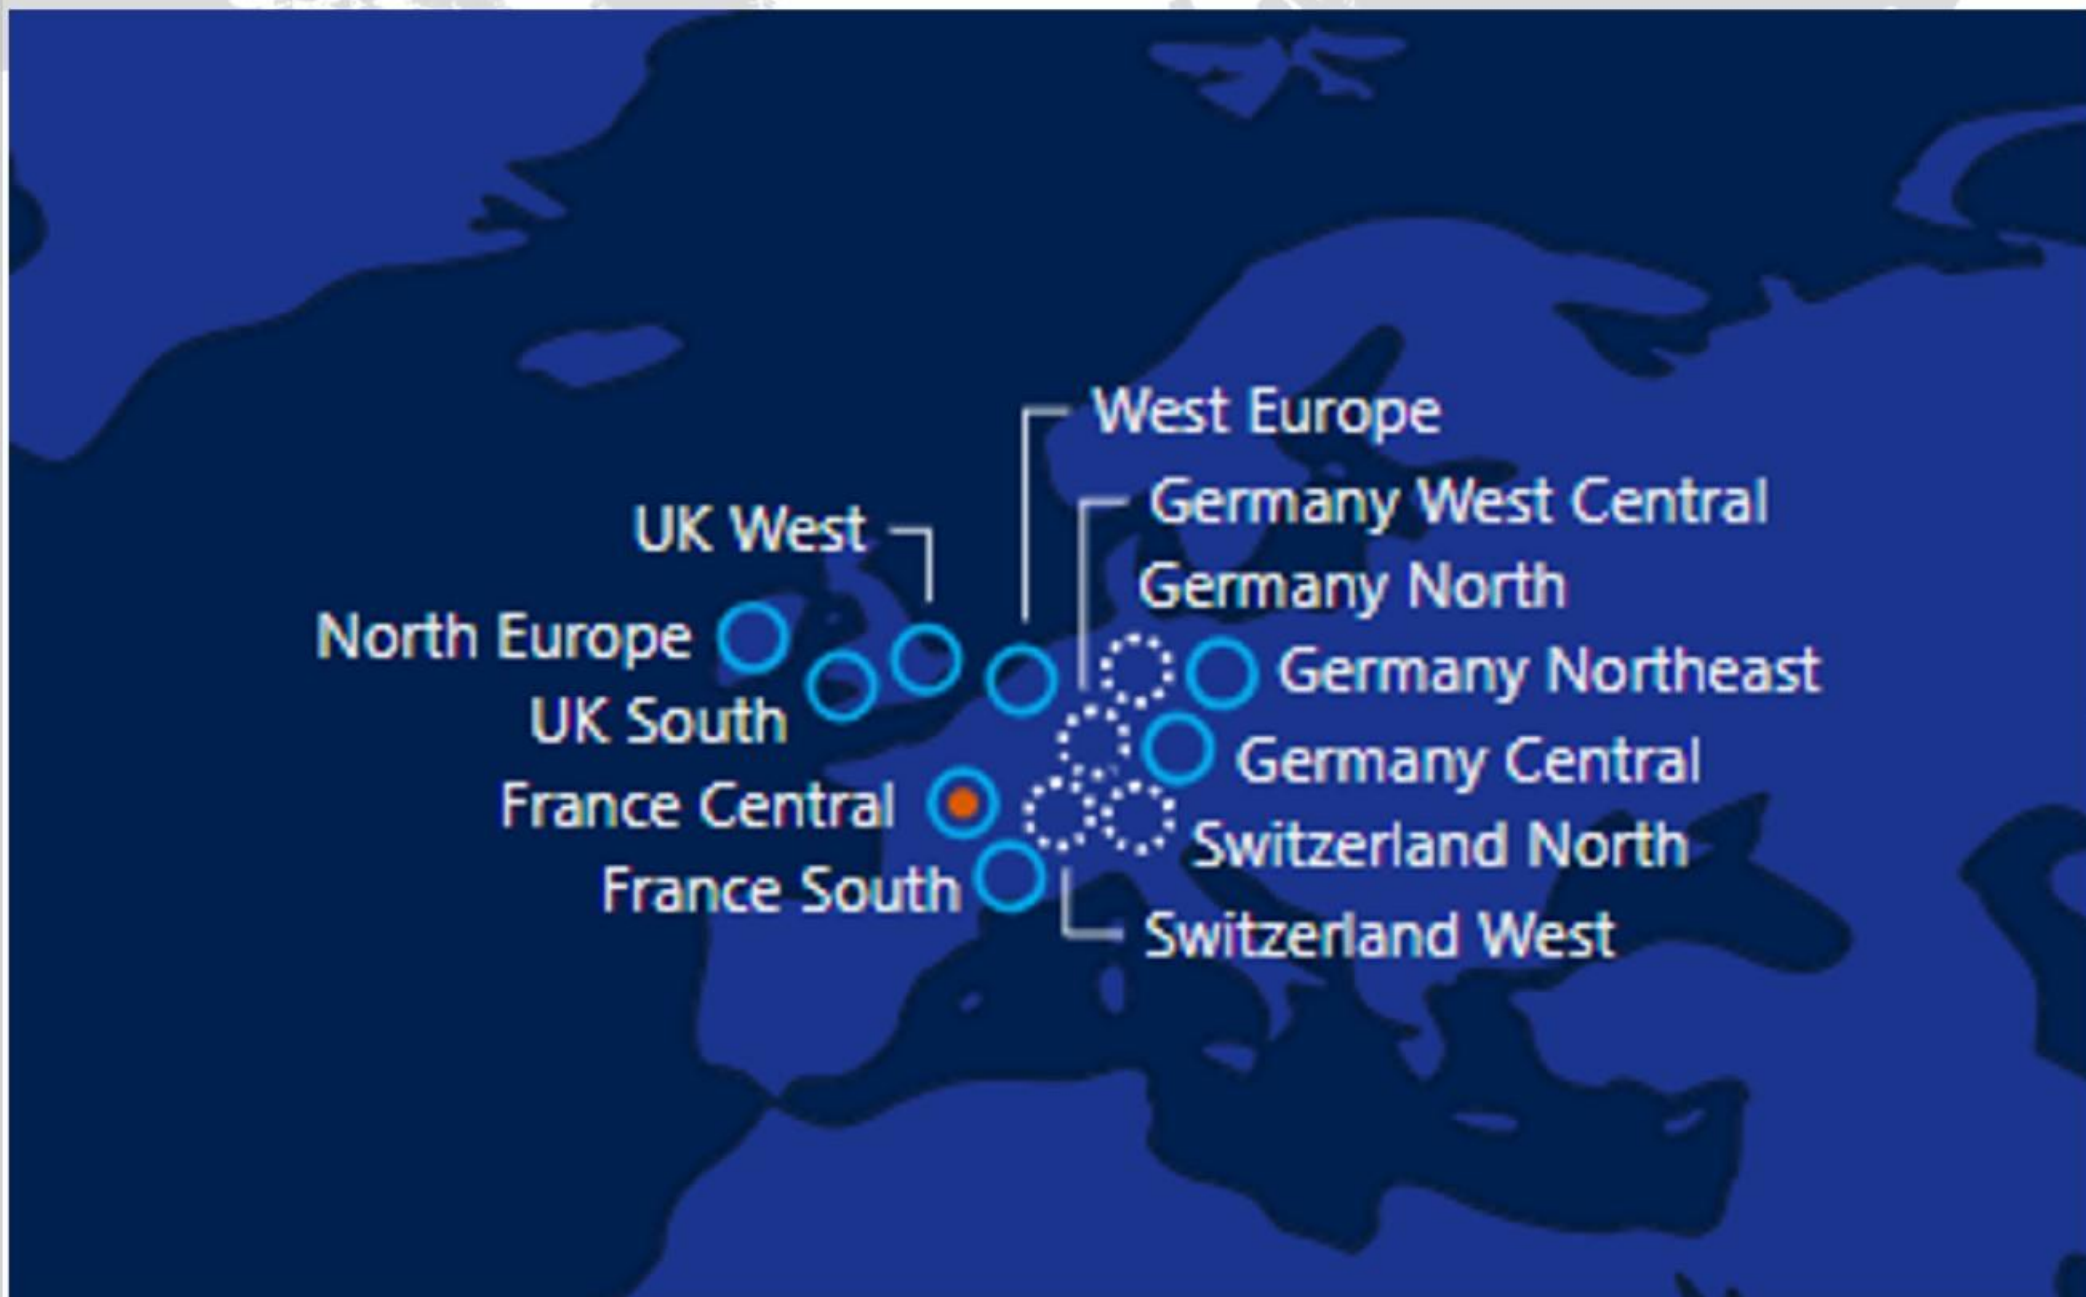 West Europe
Germany West Central
UK West
Germany North
North Europe
Germany Northeast
UK South
Germany Central
France Central
Switzerland North
France South
Switzerland West